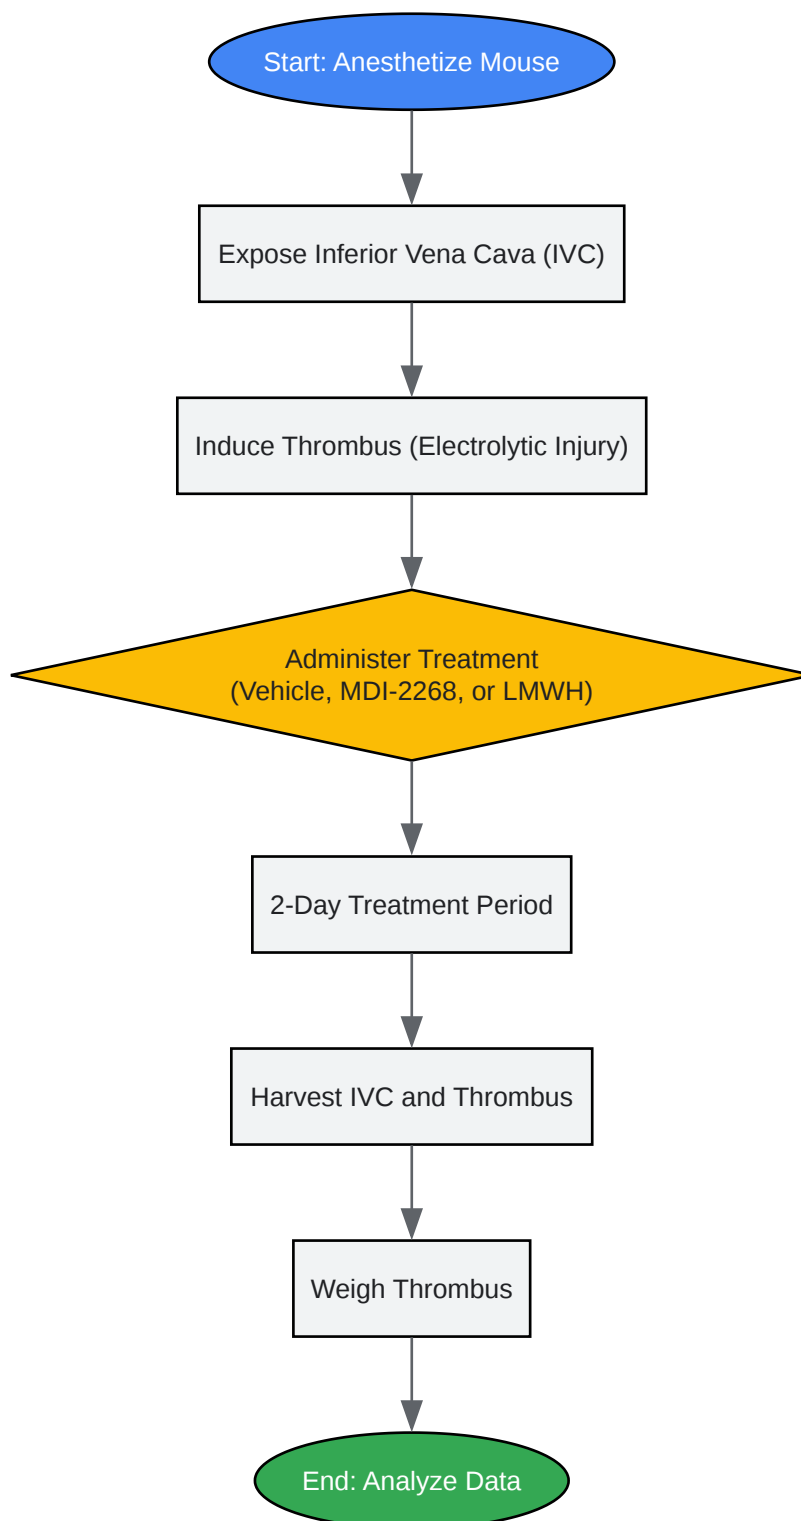 Start: Anesthetize Mouse
Expose Inferior Vena Cava (IVC)
Induce Thrombus (Electrolytic Injury)
Administer Treatment
(Vehicle, MDI-2268, or LMWH)
2-Day Treatment Period
Harvest IVC and Thrombus
Weigh Thrombus
End: Analyze Data